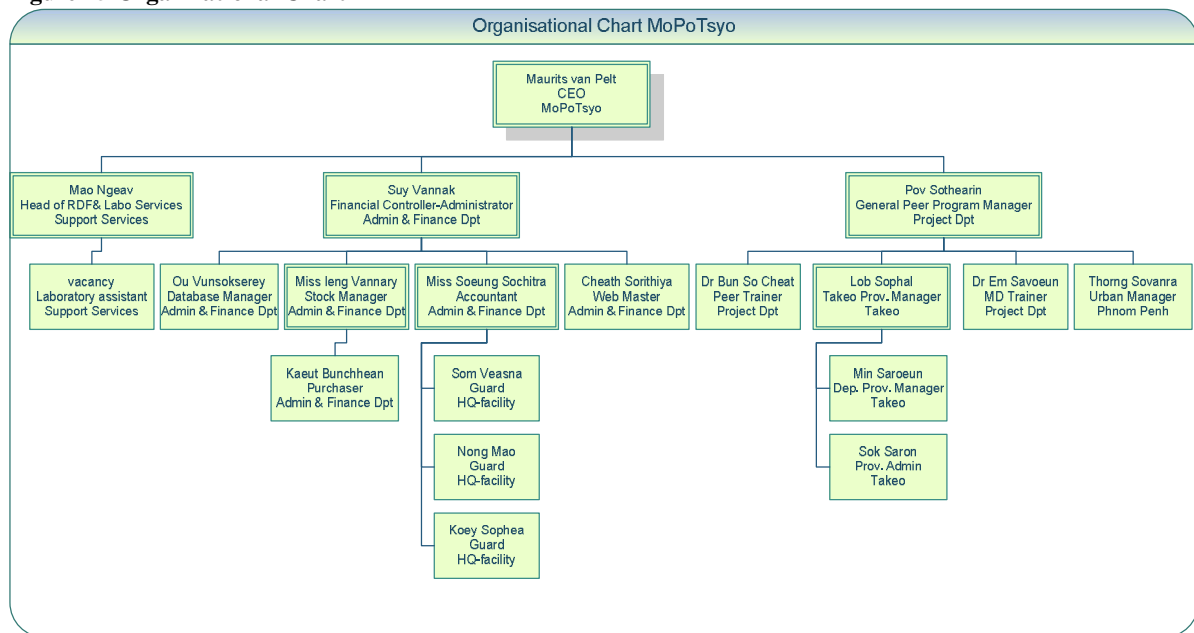 Organisational Chart MoPoTsyo
Maurits van Pelt
CEO
MoPoTsyo
Mao Ngeav
Head of RDF& Labo Services
Support Services
Suy Vannak
Financial Controller-Administrator
Admin & Finance Dpt
Pov Sothearin
General Peer Program Manager
Project Dpt
vacancy
Laboratory assistant
Support Services
Ou Vunsokserey
Database Manager
Admin & Finance Dpt
Miss Ieng Vannary
Stock Manager
Admin & Finance Dpt
Miss Soeung Sochitra
Accountant
Admin & Finance Dpt
Cheath Sorithiya
Web Master
Admin & Finance Dpt
Dr Bun So Cheat
Peer Trainer
Project Dpt
Lob Sophal
Takeo Prov. Manager
Takeo
Dr Em Savoeun
MD Trainer
Project Dpt
Thorng Sovanra
Urban Manager
Phnom Penh
Kaeut Bunchhean
Purchaser
Admin & Finance Dpt
Som Veasna
Guard
HQ-facility
Min Saroeun
Dep. Prov. Manager
Takeo
Nong Mao
Guard
HQ-facility
Sok Saron
Prov. Admin
Takeo
Koey Sophea
Guard
HQ-facility